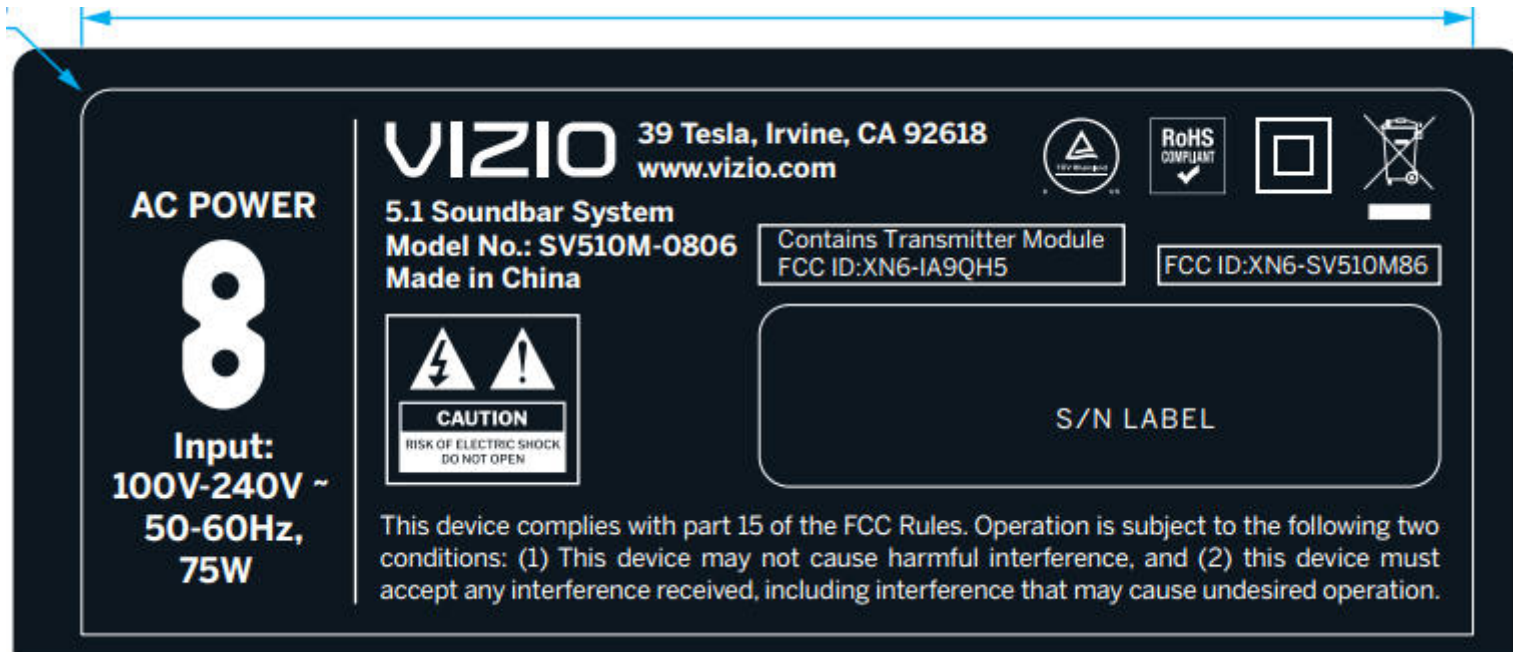 AC POWER
Input:
100V-240V ~
50-60Hz,
75W
VIZIO
39 Tesla, Irvine, CA 92618
www.vizio.com
5.1 Soundbar System
Model No.: SV510M-0806
Made in China
RoHS
COMPLIANT
Contains Transmitter Module
FCC ID:XN6-IA9QH5
FCC ID:XN6-SV510M86
CAUTION
RISK OF ELECTRIC SHOCK
DO NOT OPEN
S/N LABEL
This device complies with part 15 of the FCC Rules. Operation is subject to the following two
conditions: (1) This device may not cause harmful interference, and (2) this device must
accept any interference received, including interference that may cause undesired operation.